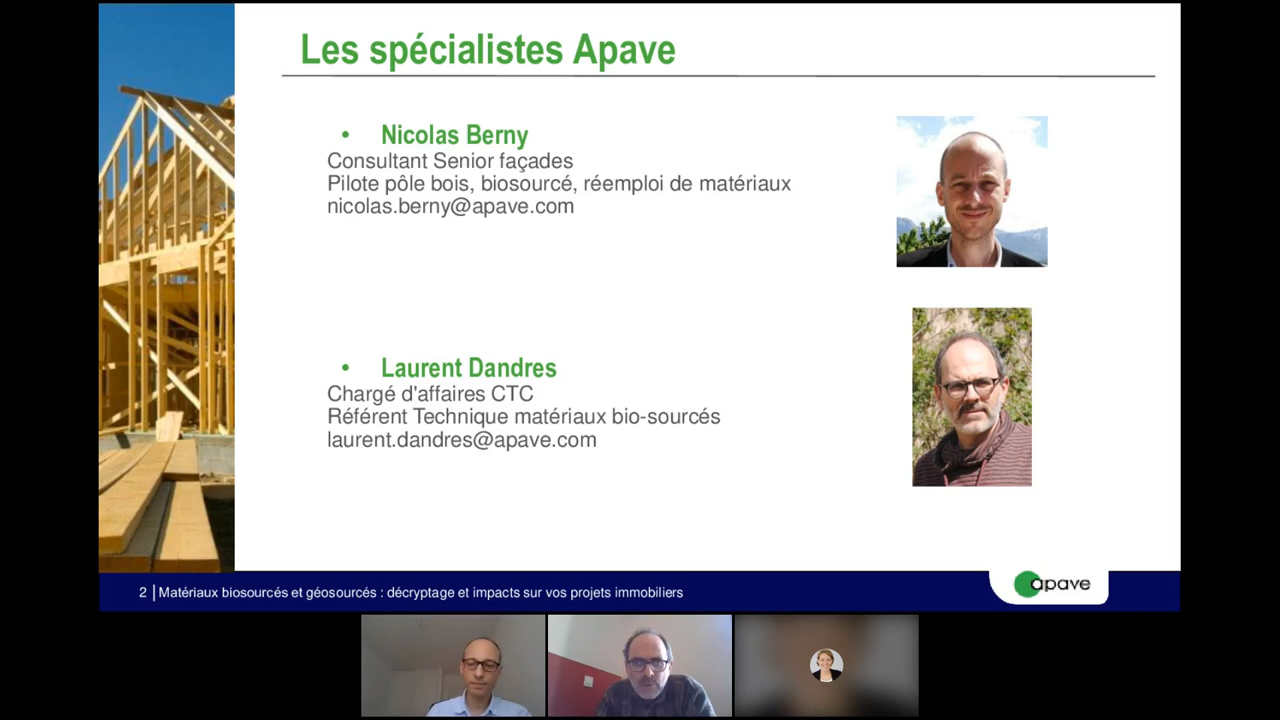 Les spécialistes Apave
• Nicolas Berny
Consultant Senior façades
Pilote pôle bois, biosourcé, réemploi de matériaux
nicolas.berny@apave.com
• Laurent Dandres
Chargé d'affaires CTC
Référent Technique matériaux bio-sourcés
laurent.dandres@apave.com
2 | Matériaux biosourcés et géosourcés : décryptage et impacts sur vos projets immobiliers
apave